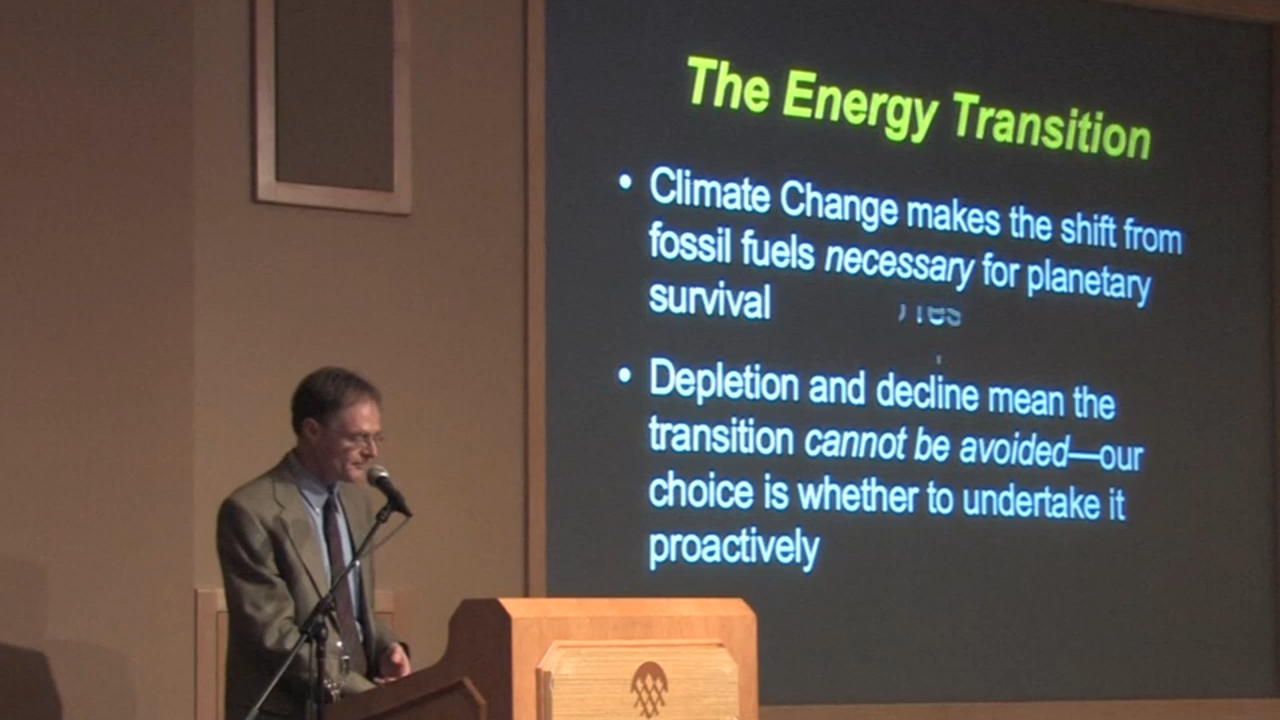 The Energy Transition
• Climate Change makes the shift from
fossil fuels necessary for planetary
survival
• Depletion and decline mean the
transition cannot be avoided—our
choice is whether to undertake it
proactively